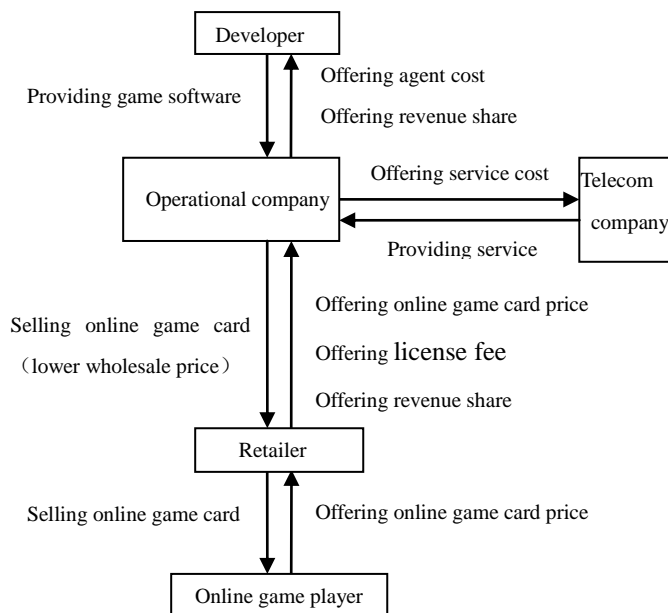 Developer
Offering agent cost
Providing game software
Offering revenue share
Offering service cost
Telecom
Operational company
company
Providing service
Offering online game card price
Selling online game card
Offering license fee
（lower wholesale price）
Offering revenue share
Retailer
Selling online game card
Offering online game card price
Online game player